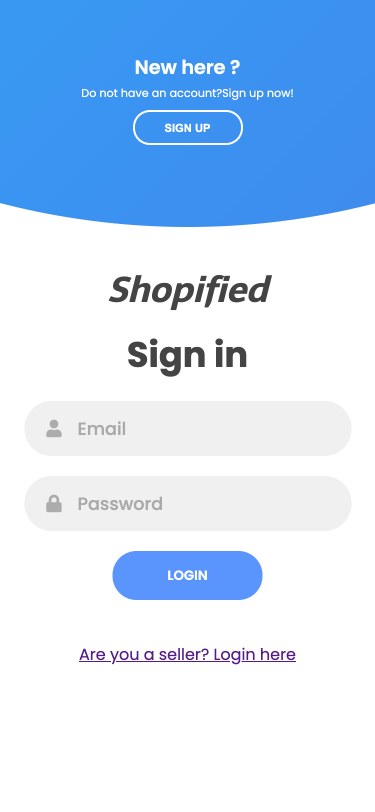 New here ?
Do not have an account?Sign up now!
SIGN UP
Shopified
Sign in
Email
Password
LOGIN
Are you a seller? Login here